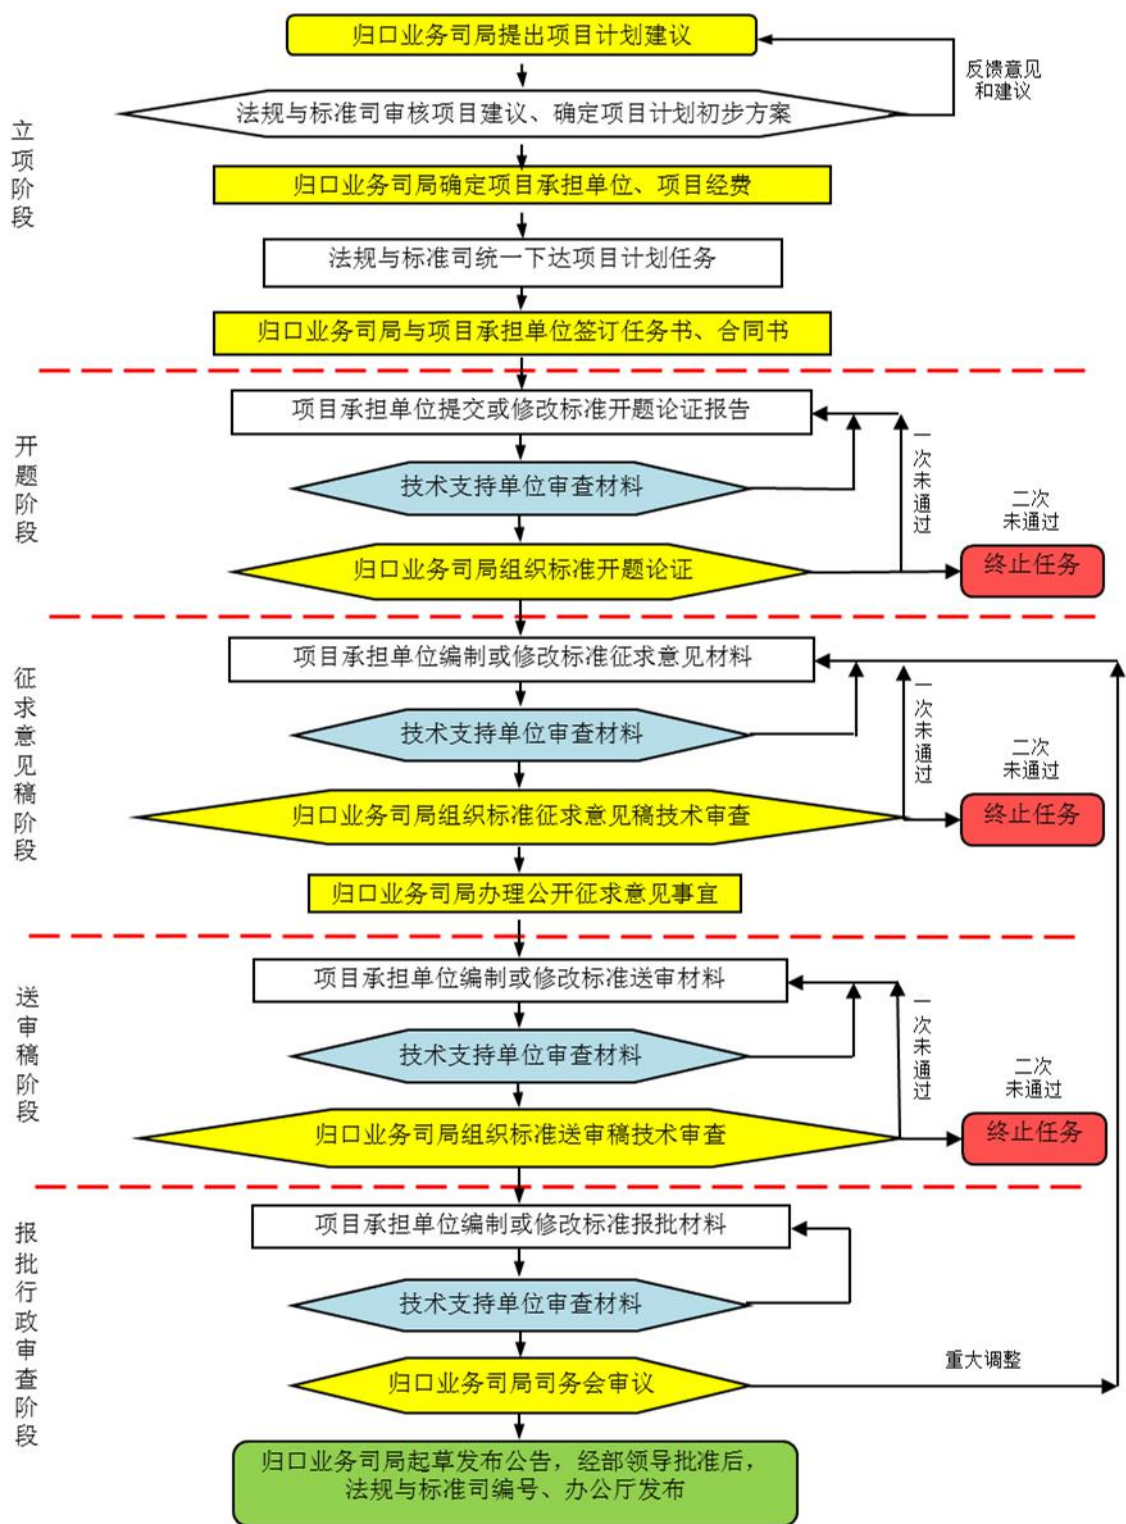 归口业务司局提出项目计划建议
反馈意见
和建议
法规与标准司审核项目建议、确定项目计划初步方案
立项阶段
归口业务司局确定项目承担单位、项目经费
法规与标准司统一下达项目计划任务
归口业务司局与项目承担单位签订任务书、合同书
项目承担单位提交或修改标准开题论证报告
开题阶段
一次未通过
技术支持单位审查材料
二次
未通过
归口业务司局组织标准开题论证
终止任务
项目承担单位编制或修改标准征求意见材料
征求意见稿阶段
一次未通过
技术支持单位审查材料
二次
未通过
归口业务司局组织标准征求意见稿技术审查
终止任务
归口业务司局办理公开征求意见事宜
项目承担单位编制或修改标准送审材料
送审稿阶段
一次未通过
技术支持单位审查材料
二次
未通过
归口业务司局组织标准送审稿技术审查
终止任务
项目承担单位编制或修改标准报批材料
报批行政审查阶段
技术支持单位审查材料
重大调整
归口业务司局司务会审议
归口业务司局起草发布公告，经部领导批准后，
法规与标准司编号、办公厅发布